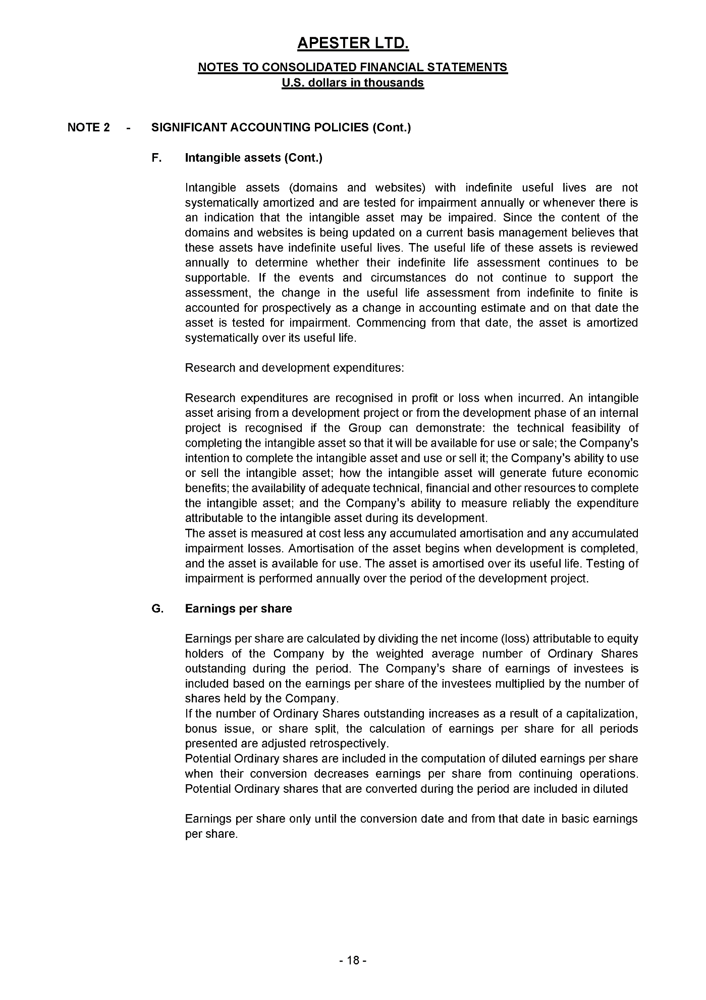 APESTER LTD.
NOTES TO CONSOLIDATED FINANCIAL STATEMENTS
U.S. dollars in thousands
NOTE 2 - SIGNIFICANT ACCOUNTING POLICIES (Cont.)
F. Intangible assets (Cont.)
Intangible assets (domains and websites) with indefinite useful lives are not
systematically amortized and are tested for impairment annually or whenever there is
an indication that the intangible asset may be impaired. Since the content of the
domains and websites is being updated on a current basis management believes that
these assets have indefinite useful lives. The useful life of these assets is reviewed
annually to determine whether their indefinite life assessment continues to be
supportable. If the events and circumstances do not continue to support the
assessment, the change in the useful life assessment from indefinite to finite is
accounted for prospectively as a change in accounting estimate and on that date the
asset is tested for impairment. Commencing from that date, the asset is amortized
systematically over its useful life.
Research and development expenditures:
Research expenditures are recognised in profit or loss when incurred. An intangible
asset arising from a development project or from the development phase of an internal
project is recognised if the Group can demonstrate: the technical feasibility of
completing the intangible asset so that it will be available for use or sale; the Company's
intention to complete the intangible asset and use or sell it; the Company's ability to use
or sell the intangible asset; how the intangible asset will generate future economic
benefits; the availability of adequate technical, financial and other resources to complete
the intangible asset; and the Company's ability to measure reliably the expenditure
attributable to the intangible asset during its development.
The asset is measured at cost less any accumulated amortisation and any accumulated
impairment losses. Amortisation of the asset begins when development is completed,
and the asset is available for use. The asset is amortised over its useful life. Testing of
impairment is performed annually over the period of the development project.
G. Earnings per share
Earnings per share are calculated by dividing the net income (loss) attributable to equity
holders of the Company by the weighted average number of Ordinary Shares
outstanding during the period. The Company's share of earnings of investees is
included based on the earnings per share of the investees multiplied by the number of
shares held by the Company.
If the number of Ordinary Shares outstanding increases as a result of a capitalization,
bonus issue, or share split, the calculation of earnings per share for all periods
presented are adjusted retrospectively.
Potential Ordinary shares are included in the computation of diluted earnings per share
when their conversion decreases earnings per share from continuing operations.
Potential Ordinary shares that are converted during the period are included in diluted
Earnings per share only until the conversion date and from that date in basic earnings
per share.
- 18 -